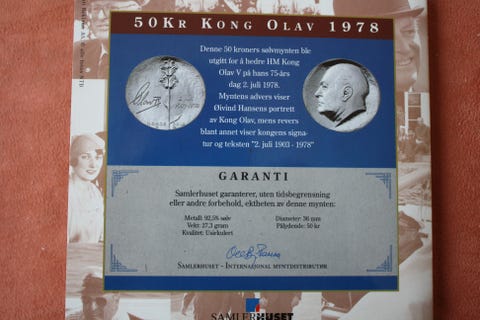 50KR KONG OLAV 1978
Denne 50 kroners sølvmynten ble
utgitt for å hedre HM Kong
Olav V på hans 75-års
dag 2. juli 1978.
Myntens advers viser
Øivind Hansens portrett
av Kong Olav, mens revers
blant annet viser kongens signa-
tur og teksten "2. juli 1903 - 1978"
GARANTI
Samlerhuset garanterer, uten tidsbegrensning
eller andre forbehold, ektheten av denne mynten:
Metall: 92,5% sølv
Diameter: 36 mm
Vekt: 27,3 gram
Pålydende: 50 kr
Kvalitet: Usirkulert
SAMLERHUSET - INTERNASJONAL MYNTDISTRIBUTØR
SAMLERHUSET